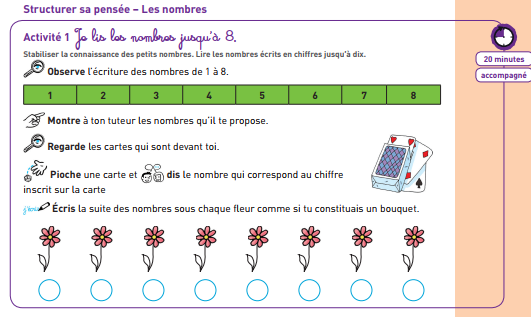 Structurer sa pensée – Les nombres
Activité 1 Je lis les nombres jusqu'à 8.
20 minutes
accompagné
Stabiliser la connaissance des petits nombres. Lire les nombres écrits en chiffres jusqu'à dix.
Observe l'écriture des nombres de 1 à 8.
1 2 3 4 5 6 7 8
Montre à ton tuteur les nombres qu'il te propose.
Regarde les cartes qui sont devant toi.
Pioche une carte et dis le nombre qui correspond au chiffre
inscrit sur la carte
j'écris Écris la suite des nombres sous chaque fleur comme si tu constituais un bouquet.